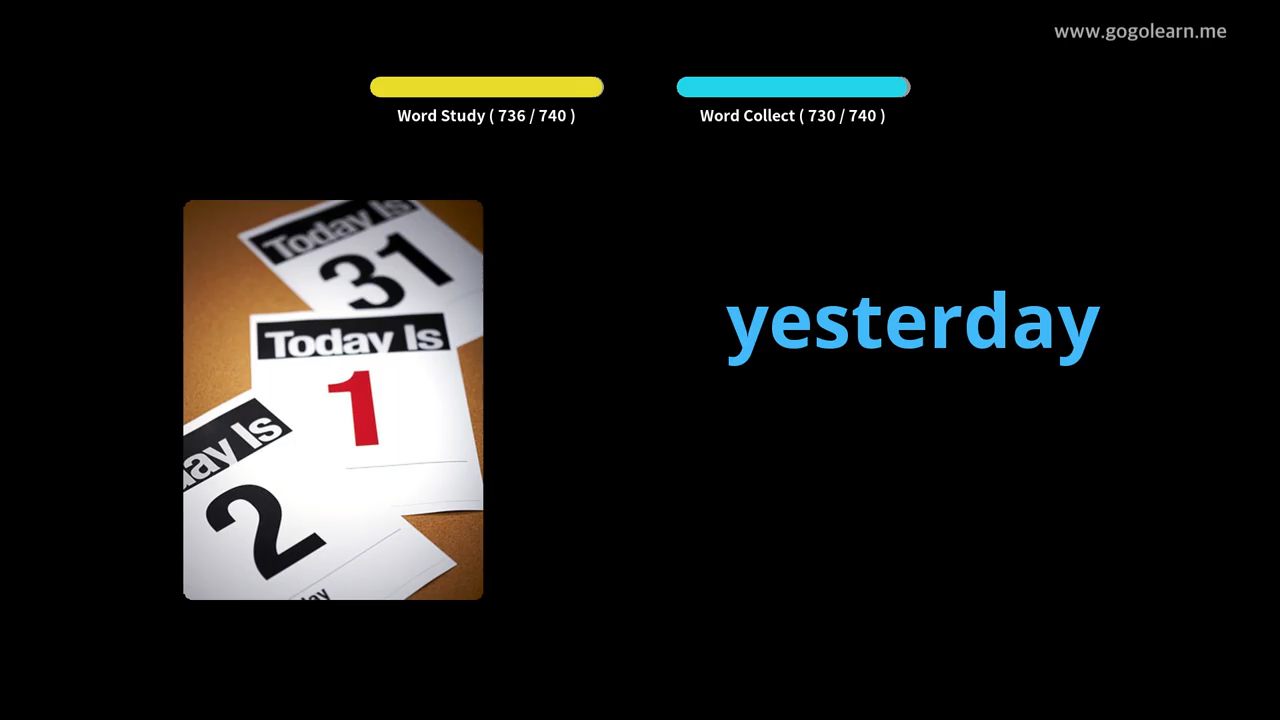 www.gogolearn.me
Word Study ( 736 / 740 )
Word Collect ( 730 / 740 )
Today Is
31
Today Is
1
yesterday
ay Is
2